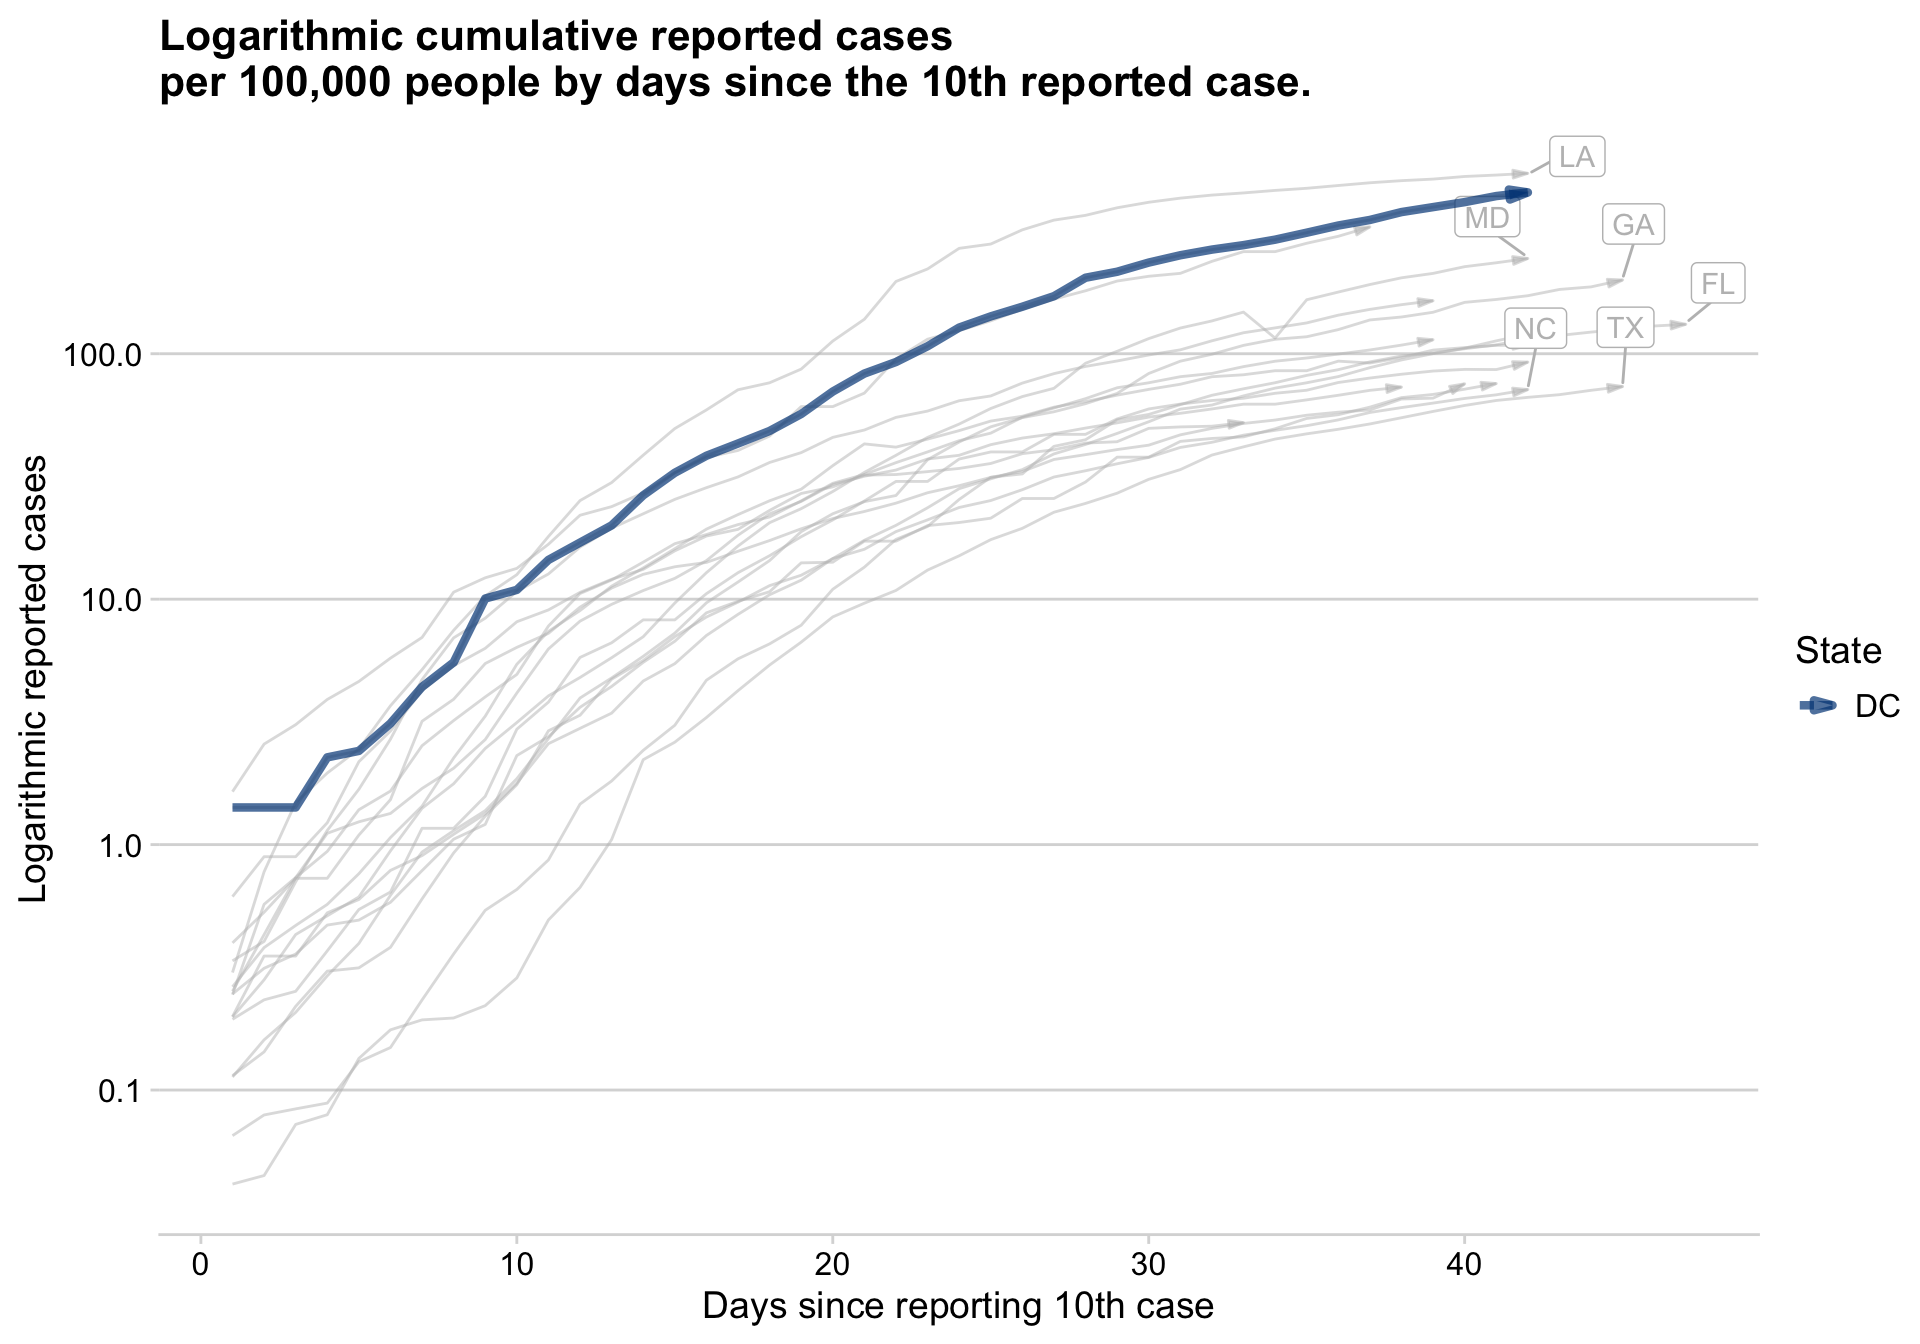 Logarithmic cumulative reported cases
per 100,000 people by days since the 10th reported case.
LA
MD
GA
FL
NC
TX
100.0
10.0
1.0
0.1
Logarithmic reported cases
State
DC
0
10
20
30
40
Days since reporting 10th case